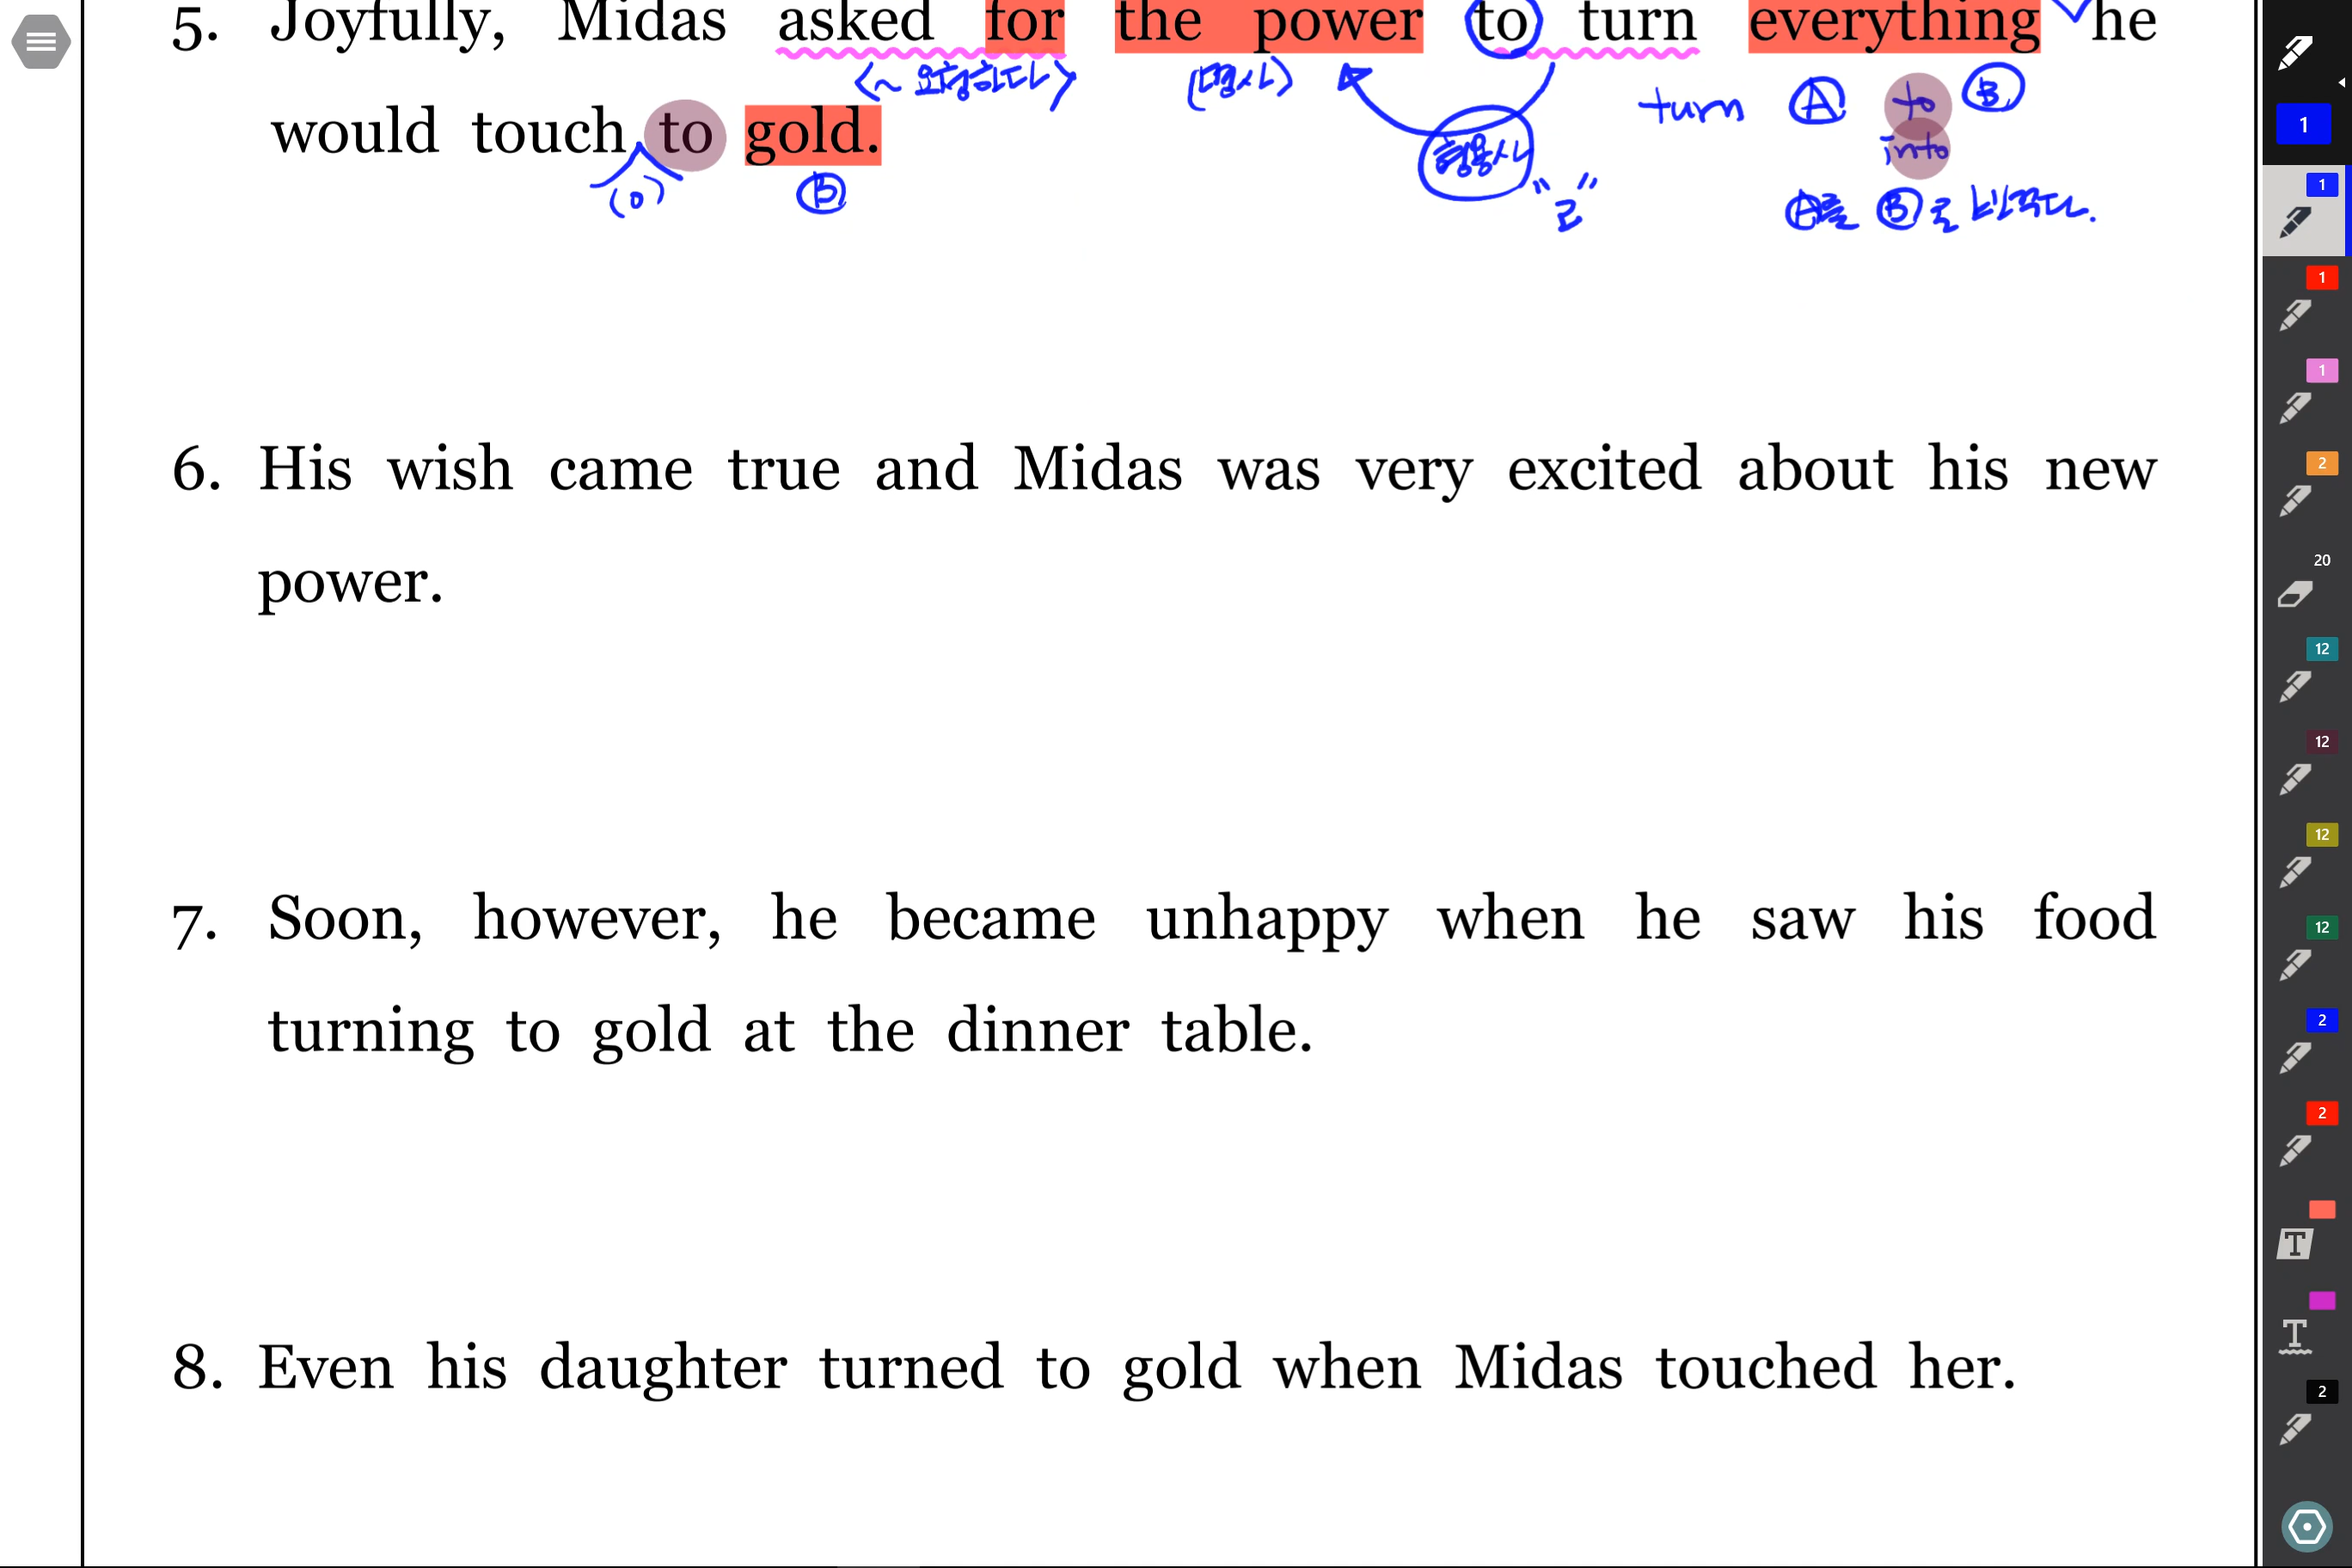 5. Joyfully, Midas asked for the power to turn everything he
<~요청하다> (명사) turn Ⓐ to Ⓑ
would touch to gold.
into
형용사
(o) Ⓑ "ㄹ" Ⓐ를 Ⓑ로 바꾸다.
6. His wish came true and Midas was very excited about his new
power.
7. Soon, however, he became unhappy when he saw his food
turning to gold at the dinner table.
8. Even his daughter turned to gold when Midas touched her.
1
1
1
1
2
20
12
12
12
12
2
2
T
T
2